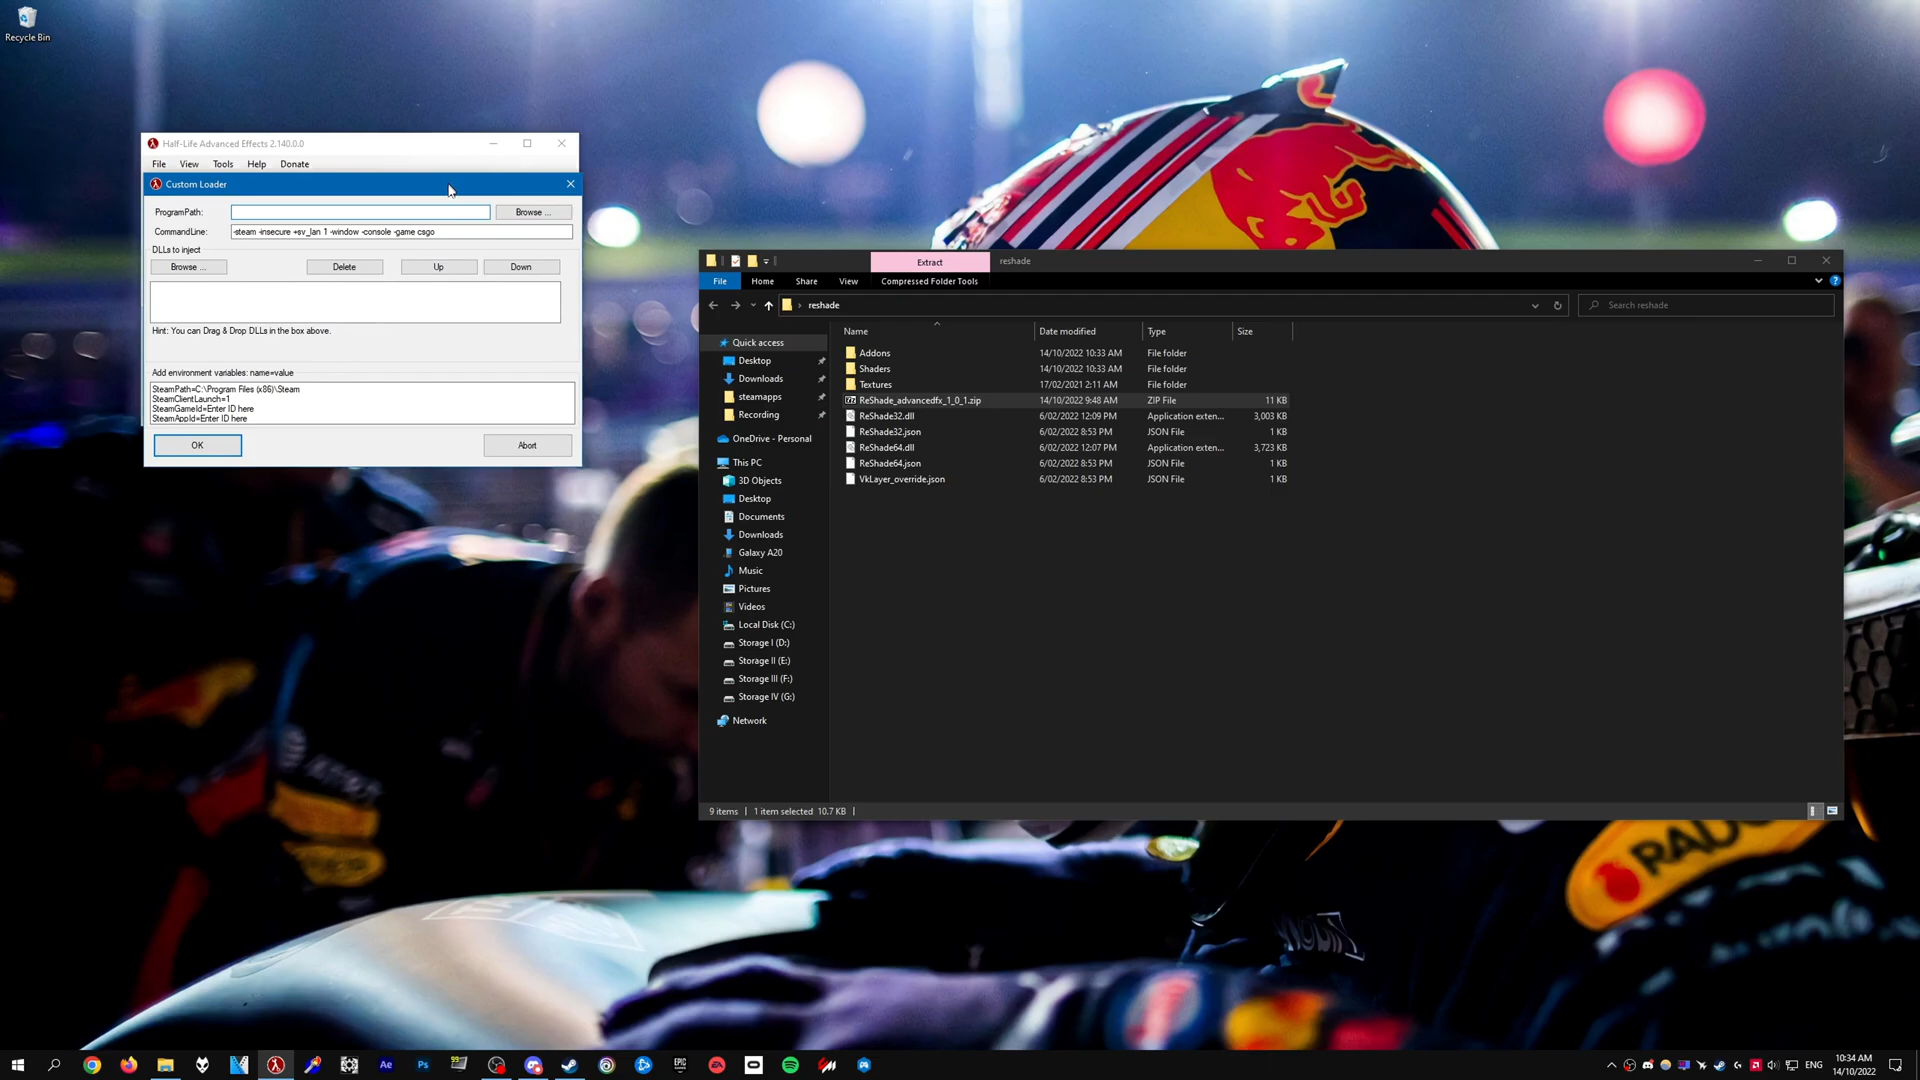 Recycle Bin
Half-Life Advanced Effects 2.140.0.0
File View Tools Help Donate
Custom Loader
ProgramPath:
Browse ...
CommandLine:
-steam -insecure +sv_lan 1 -window -console -game csgo
DLLs to inject
Browse ...
Delete
Up
Down
Hint: You can Drag & Drop DLLs in the box above.
Add environment variables: name=value
SteamPath=C:\Program Files (x86)\Steam
SteamClientLaunch=1
SteamGameId=Enter ID here
SteamAppId=Enter ID here
OK
Abort
Extract
reshade
File Home Share View Compressed Folder Tools
reshade
Search reshade
Name Date modified Type Size
Quick access
Desktop
Downloads
steamapps
Recording
OneDrive - Personal
This PC
3D Objects
Desktop
Documents
Downloads
Galaxy A20
Music
Pictures
Videos
Local Disk (C:)
Storage I (D:)
Storage II (E:)
Storage III (F:)
Storage IV (G:)
Network
Addons 14/10/2022 10:33 AM File folder
Shaders 14/10/2022 10:33 AM File folder
Textures 17/02/2021 2:11 AM File folder
ReShade_advancedfx_1_0_1.zip 14/10/2022 9:48 AM ZIP File 11 KB
ReShade32.dll 6/02/2022 12:09 PM Application exten... 3,003 KB
ReShade32.json 6/02/2022 8:53 PM JSON File 1 KB
ReShade64.dll 6/02/2022 12:07 PM Application exten... 3,723 KB
ReShade64.json 6/02/2022 8:53 PM JSON File 1 KB
VkLayer_override.json 6/02/2022 8:53 PM JSON File 1 KB
9 items 1 item selected 10.7 KB
Ae
Ps
99
EPIC
ENG
10:34 AM
14/10/2022